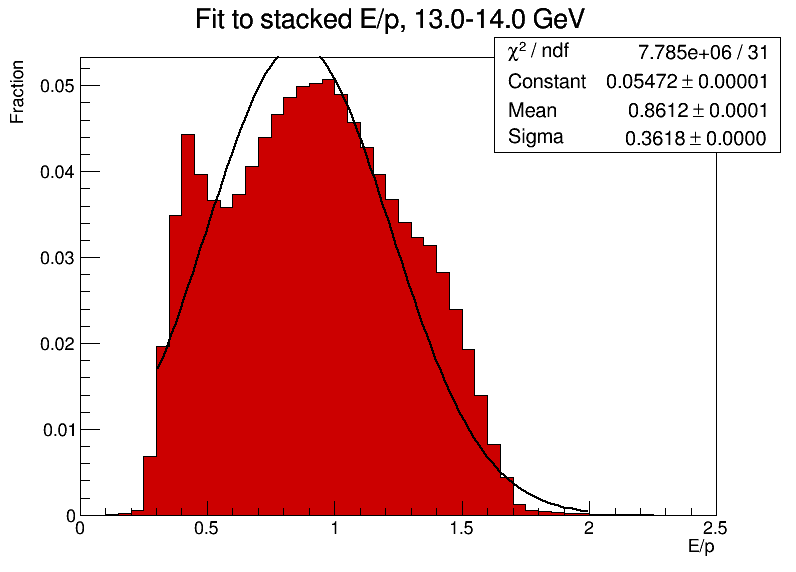 Fit to stacked E/p, 13.0-14.0 GeV
χ² / ndf 7.785e+06 / 31
Constant 0.05472 ± 0.00001
Mean 0.8612 ± 0.0001
Sigma 0.3618 ± 0.0000
Fraction
0.05
0.04
0.03
0.02
0.01
0
0 0.5 1 1.5 2 2.5
E/p